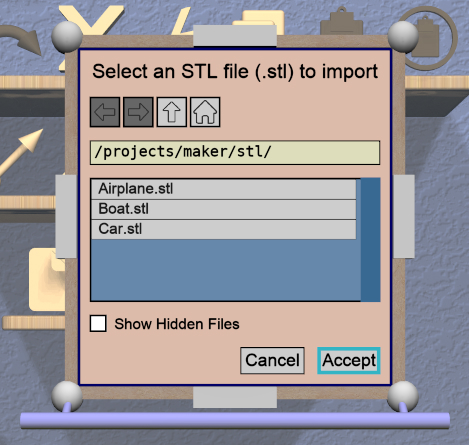 Select an STL file (.stl) to import
/projects/maker/stl/
Airplane.stl
Boat.stl
Car.stl
Show Hidden Files
Cancel Accept